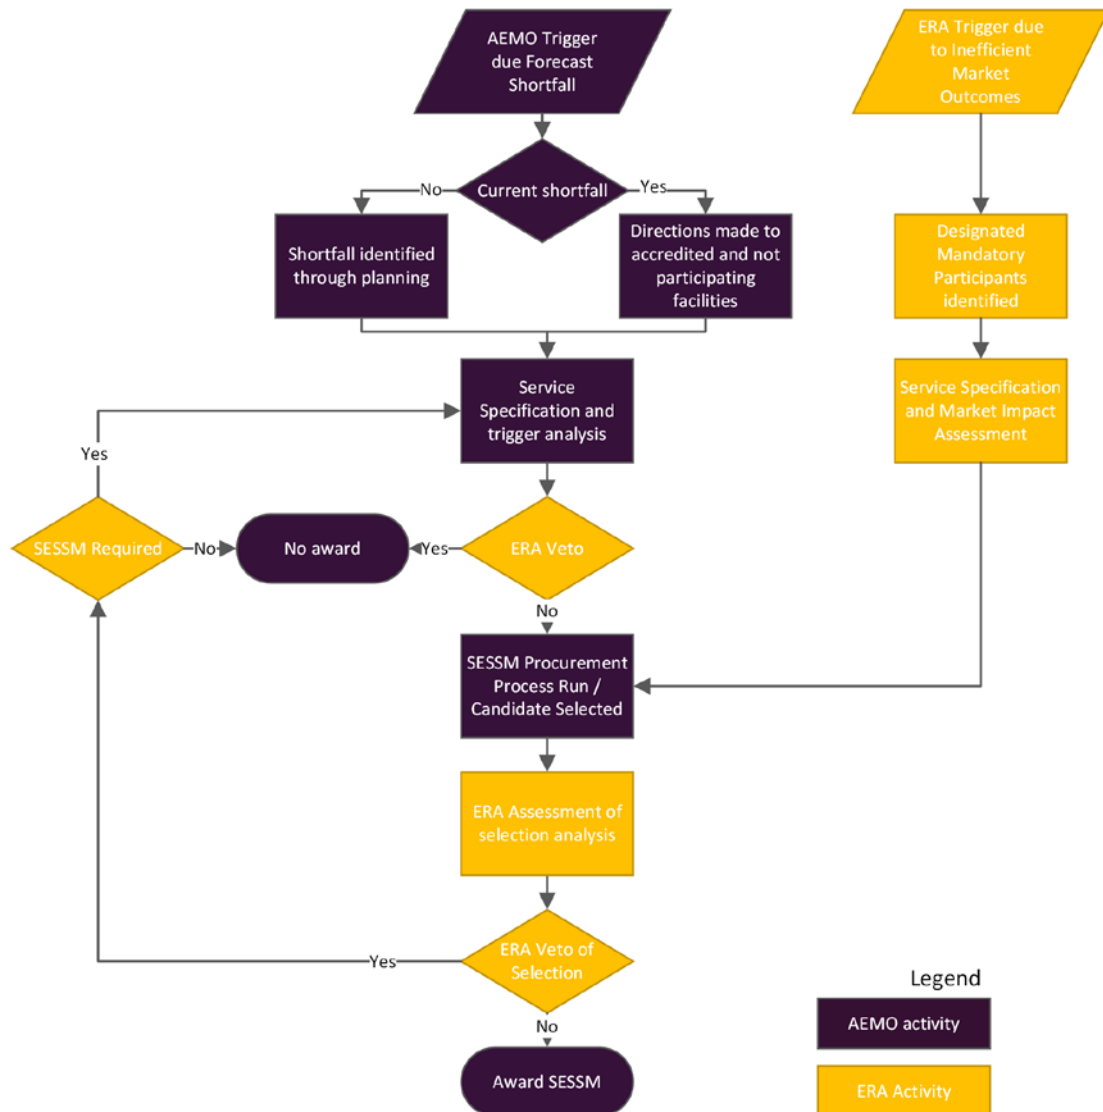 AEMO Trigger
due Forecast
Shortfall
ERA Trigger due
to Inefficient
Market
Outcomes
No
Current shortfall
Yes
Shortfall identified
through planning
Directions made to
accredited and not
participating
facilities
Designated
Mandatory
Participants
identified
Service
Specification and
trigger analysis
Service Specification
and Market Impact
Assessment
Yes
SESSM Required
No
No award
Yes
ERA Veto
No
SESSM Procurement
Process Run /
Candidate Selected
ERA Assessment of
selection analysis
Yes
ERA Veto of
Selection
No
Award SESSM
Legend
AEMO activity
ERA Activity